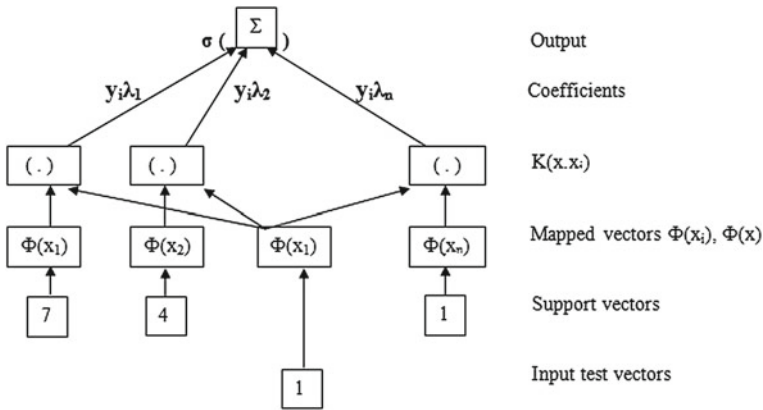 σ ( Σ ) Output
yᵢλ₁ yᵢλ₂ yᵢλₙ Coefficients
( . ) ( . ) ( . ) K(x.xᵢ)
Φ(x₁) Φ(x₂) Φ(x₁) Φ(xₙ) Mapped vectors Φ(xᵢ), Φ(x)
7 4 1 Support vectors
1 Input test vectors